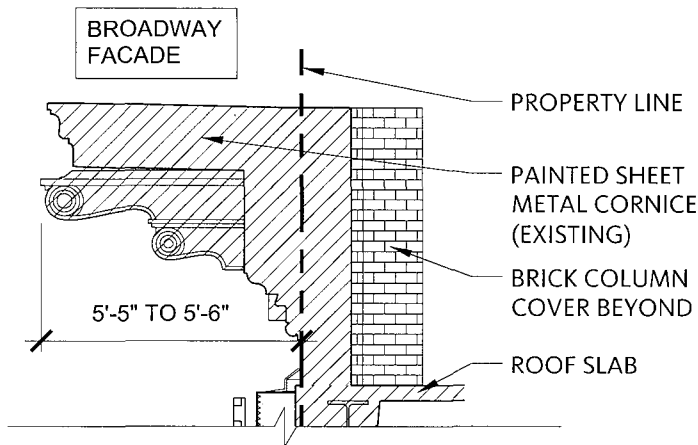 BROADWAY
FACADE
PROPERTY LINE
PAINTED SHEET
METAL CORNICE
(EXISTING)
BRICK COLUMN
COVER BEYOND
5'-5" TO 5'-6"
ROOF SLAB